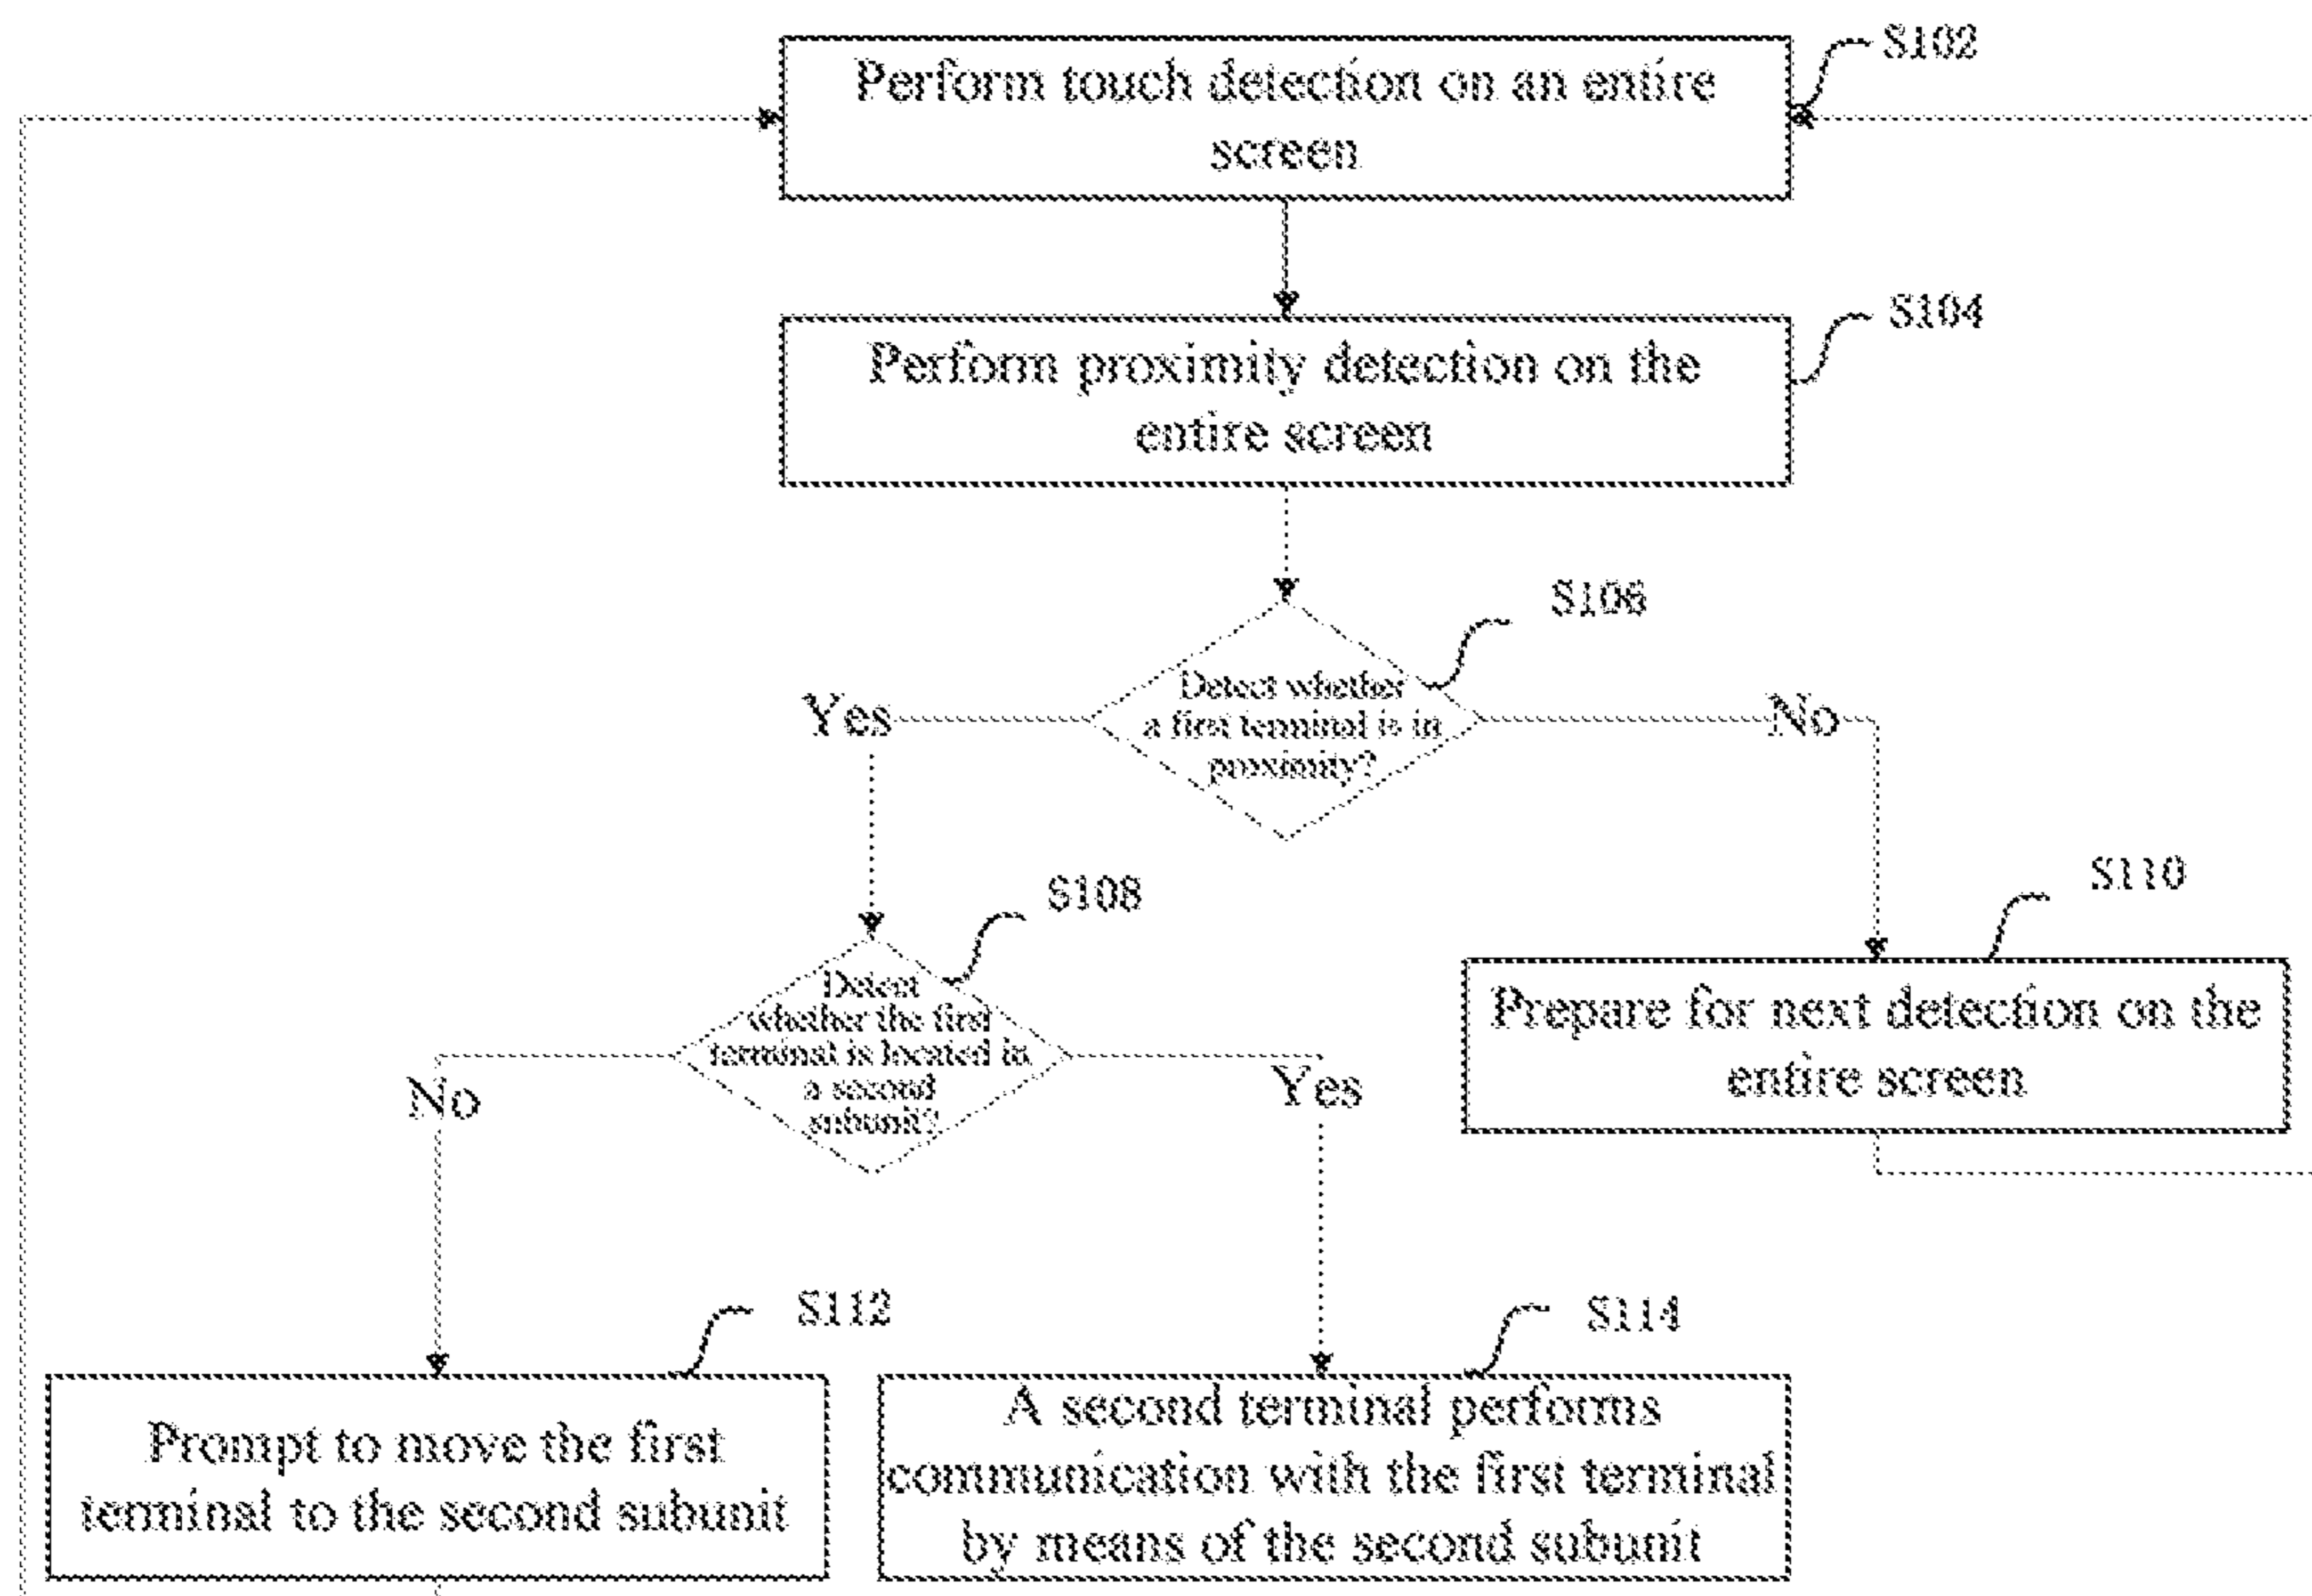 S102
Perform touch detection on an entire
screen
S104
Perform proximity detection on the
entire screen
S106
Detect whether
a first terminal is in
proximity?
Yes
No
S108
Detect
whether the first
terminal is located in
a second
subunit?
S110
Prepare for next detection on the
entire screen
No
Yes
S112
Prompt to move the first
terminal to the second subunit
S114
A second terminal performs
communication with the first terminal
by means of the second subunit